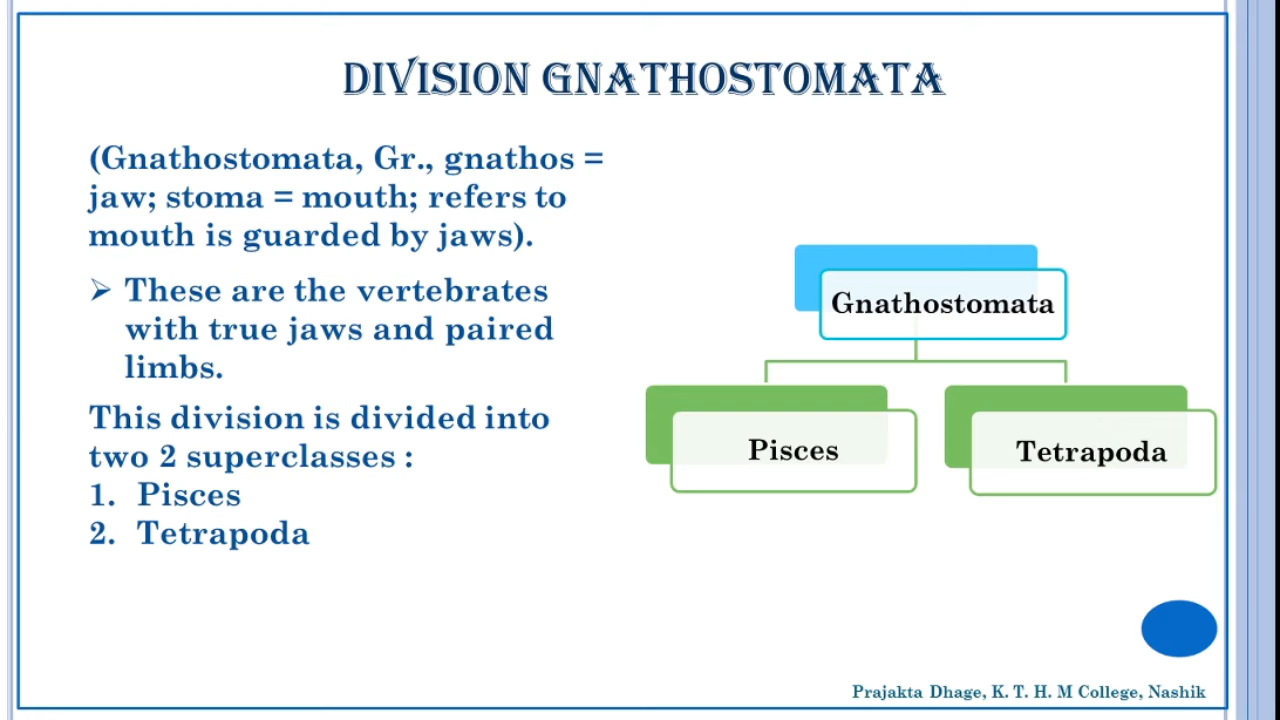 DIVISION GNATHOSTOMATA
(Gnathostomata, Gr., gnathos =
jaw; stoma = mouth; refers to
mouth is guarded by jaws).
➢ These are the vertebrates
with true jaws and paired
limbs.
This division is divided into
two 2 superclasses :
1. Pisces
2. Tetrapoda
Gnathostomata
Pisces
Tetrapoda
Prajakta Dhage, K. T. H. M College, Nashik